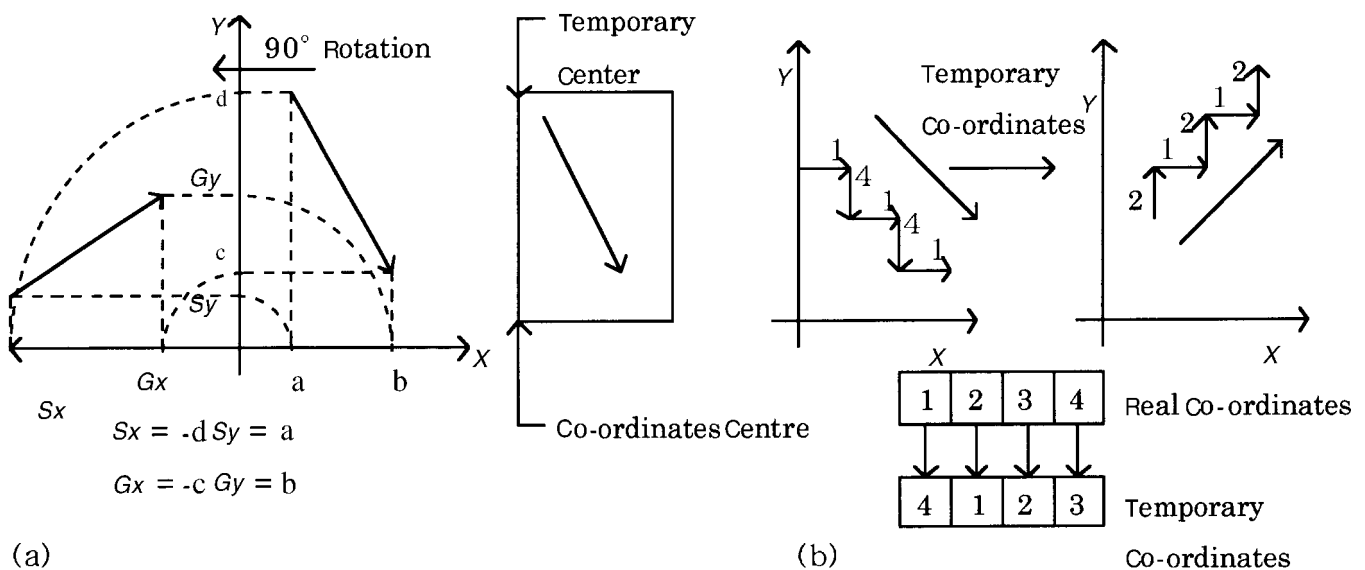 Y
90° Rotation
d
Gy
c
Sy
X
Gx a b
Sx
Sx = -d Sy = a
Gx = -c Gy = b
(a)
Temporary
Center
Co-ordinates Centre
Y
1
4
1
4
1
X
Temporary
Co-ordinates
Y
2
1
2
1
2
X
1 2 3 4 Real Co-ordinates
4 1 2 3 Temporary
Co-ordinates
(b)